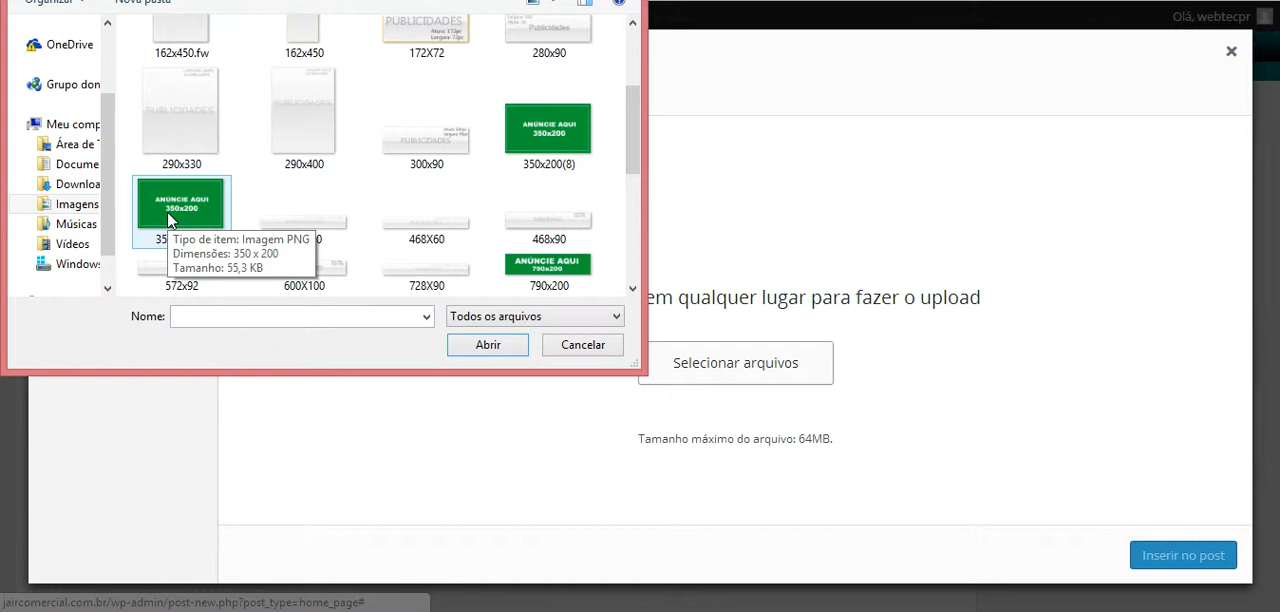 Organizar
Nova pasta
Olá, webtecpr
OneDrive
Grupo don
Meu comp
Área de T
Docume
Downloa
Imagens
Músicas
Vídeos
Windows
PUBLICIDADES
Publicidades
162x450.fw
162x450
172X72
280x90
PUBLICIDADES
PUBLICIDADES
PUBLICIDADES
ANÚNCIE AQUI
350x200
290x330
290x400
300x90
350x200(8)
ANÚNCIE AQUI
350x200
35
0
468X60
468x90
Tipo de item: Imagem PNG
Dimensões: 350 x 200
Tamanho: 55,3 KB
ANÚNCIE AQUI
790x200
572x92
600X100
728X90
790x200
Nome:
Todos os arquivos
Abrir
Cancelar
em qualquer lugar para fazer o upload
Selecionar arquivos
Tamanho máximo do arquivo: 64MB.
Inserir no post
jaircomercial.com.br/wp-admin/post-new.php?post_type=home_page#